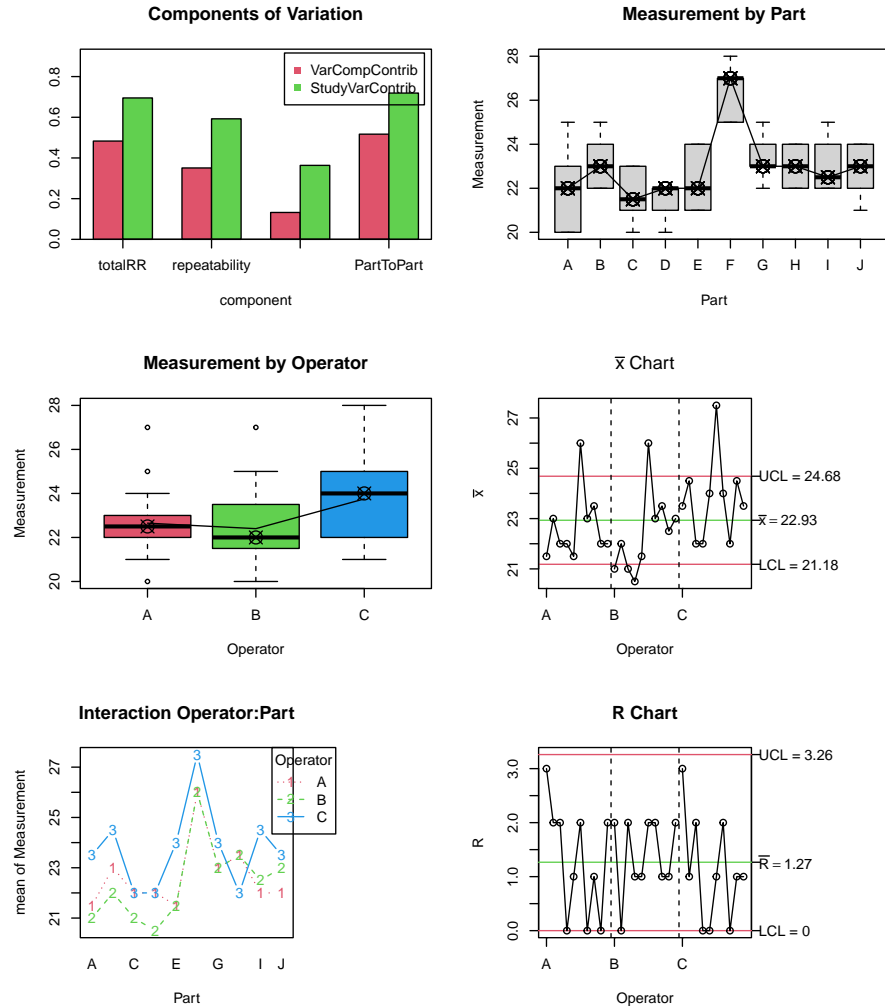 Components of Variation
VarCompContrib
StudyVarContrib
0.0 0.2 0.4 0.6 0.8
totalRR repeatability PartToPart
component
Measurement by Part
Measurement
20 22 24 26 28
A B C D E F G H I J
Part
Measurement by Operator
Measurement
20 22 24 26 28
A B C
Operator
x̅ Chart
x̅
21 23 25 27
UCL = 24.68
x̅ = 22.93
LCL = 21.18
A B C
Operator
Interaction Operator:Part
mean of Measurement
21 23 25 27
Operator
1 A
2 B
3 C
A C E G I J
Part
R Chart
R
0.0 1.0 2.0 3.0
UCL = 3.26
R̅ = 1.27
LCL = 0
A B C
Operator